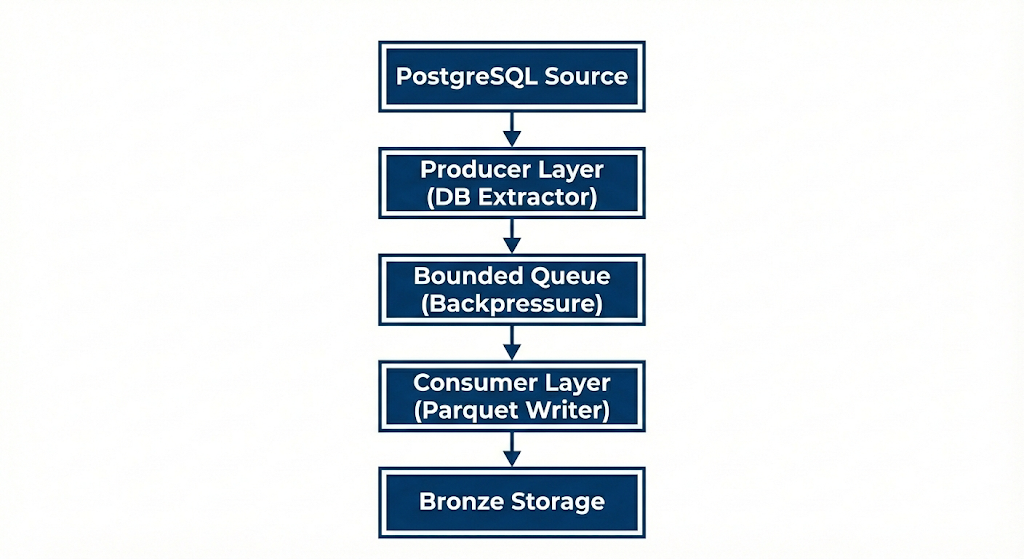 PostgreSQL Source
Producer Layer
(DB Extractor)
Bounded Queue
(Backpressure)
Consumer Layer
(Parquet Writer)
Bronze Storage